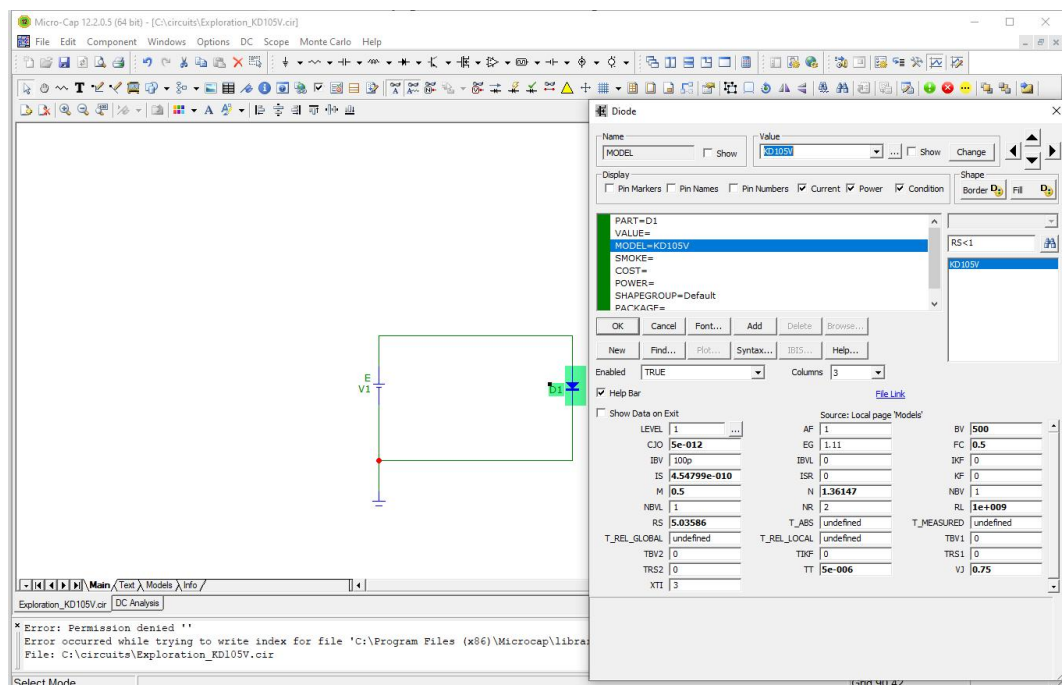 Micro-Cap 12.2.0.5 (64 bit) - [C:\circuits\Exploration_KD105V.cir]
File Edit Component Windows Options DC Scope Monte Carlo Help
Diode
Name
MODEL
Show
Value
KD105V
...
Show
Change
Display
Pin Markers Pin Names Pin Numbers Current Power Condition
Shape
Border Fill
PART=D1
VALUE=
MODEL=KD105V
SMOKE=
COST=
POWER=
SHAPEGROUP=Default
PACKAGE=
RS<1
KD105V
OK Cancel Font... Add Delete Browse...
New Find... Plot... Syntax... IBIS... Help...
Enabled TRUE Columns 3
Help Bar File Link
Show Data on Exit Source: Local page 'Models'
LEVEL 1 ... AF 1 BV 500
CJO 5e-012 EG 1.11 FC 0.5
IBV 100p IBVL 0 IKF 0
IS 4.54799e-010 ISR 0 KF 0
M 0.5 N 1.36147 NBV 1
NBVL 1 NR 2 RL 1e+009
RS 5.03586 T_ABS undefined T_MEASURED undefined
T_REL_GLOBAL undefined T_REL_LOCAL undefined TBV1 0
TBV2 0 TIKF 0 TRS1 0
TRS2 0 TT 5e-006 VJ 0.75
XTI 3
E
V1
D1
Main Text Models Info
Exploration_KD105V.cir DC Analysis
Error: Permission denied ''
Error occurred while trying to write index for file 'C:\Program Files (x86)\Microcap\libra
File: C:\circuits\Exploration_KD105V.cir
Select Mode
Grid 90,42